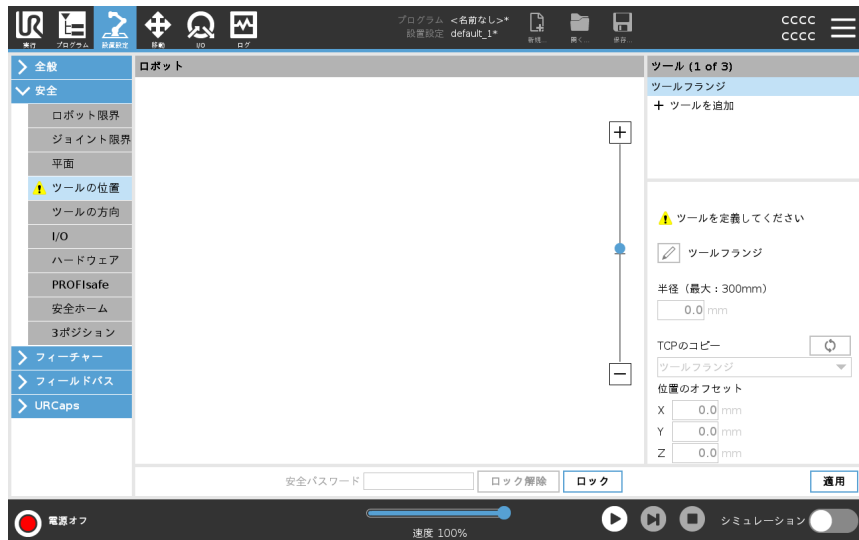 UR
プログラム <名前なし>*
設置設定 default_1*
cccc
cccc
実行
プログラム
設置設定
移動
I/O
ログ
新規...
開く...
保存...
全般
安全
ロボット限界
ジョイント限界
平面
ツールの位置
ツールの方向
I/O
ハードウェア
PROFIsafe
安全ホーム
3ポジション
フィーチャー
フィールドバス
URCaps
ロボット
ツール (1 of 3)
ツールフランジ
ツールを追加
ツールを定義してください
ツールフランジ
半径（最大：300mm）
0.0 mm
TCPのコピー
ツールフランジ
位置のオフセット
X 0.0 mm
Y 0.0 mm
Z 0.0 mm
安全パスワード
ロック解除
ロック
適用
電源オフ
速度 100%
シミュレーション